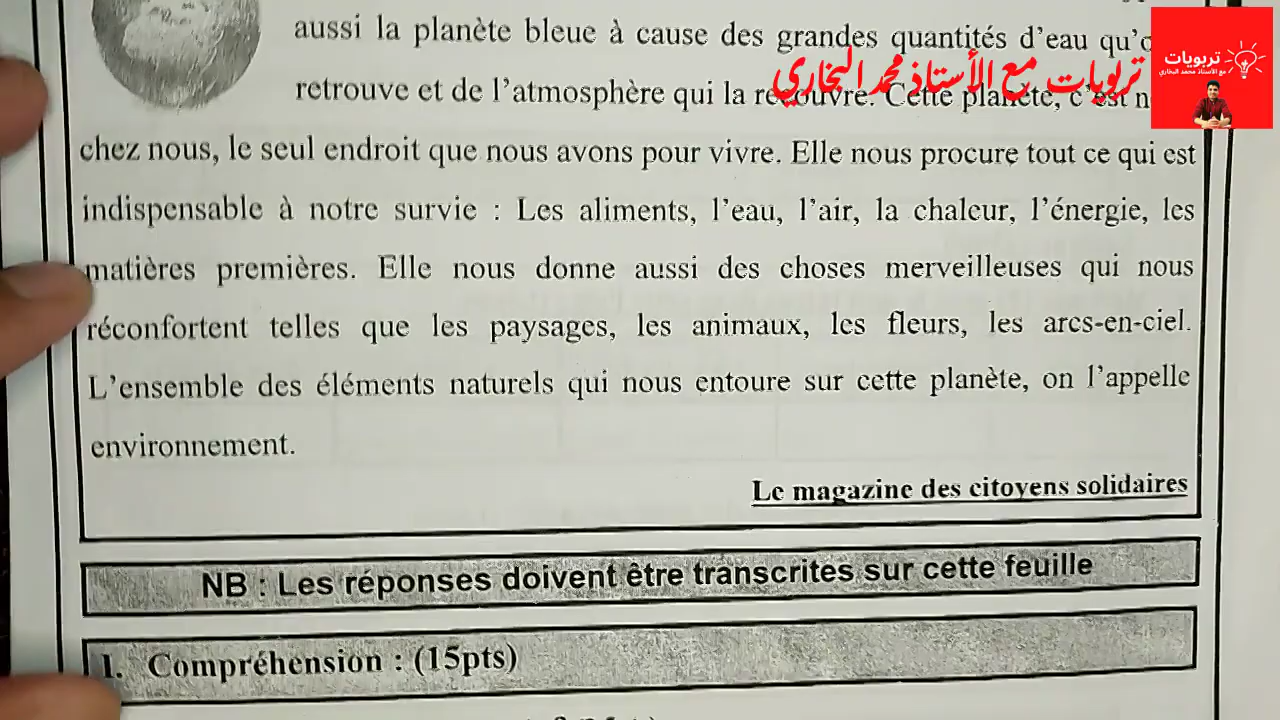 aussi la planète bleue à cause des grandes quantités d'eau
retrouve et de l'atmosphère qui la recouvre. Cette planète, c'est
chez nous, le seul endroit que nous avons pour vivre. Elle nous procure tout ce qui est
indispensable à notre survie : Les aliments, l'eau, l'air, la chaleur, l'énergie, les
matières premières. Elle nous donne aussi des choses merveilleuses qui nous
réconfortent telles que les paysages, les animaux, les fleurs, les arcs-en-ciel.
L'ensemble des éléments naturels qui nous entoure sur cette planète, on l'appelle
environnement.
Le magazine des citoyens solidaires
NB : Les réponses doivent être transcrites sur cette feuille
I. Compréhension : (15pts)
تربويات مع الأستاذ محمد البخاري
تربويات
مع الأستاذ محمد البخاري